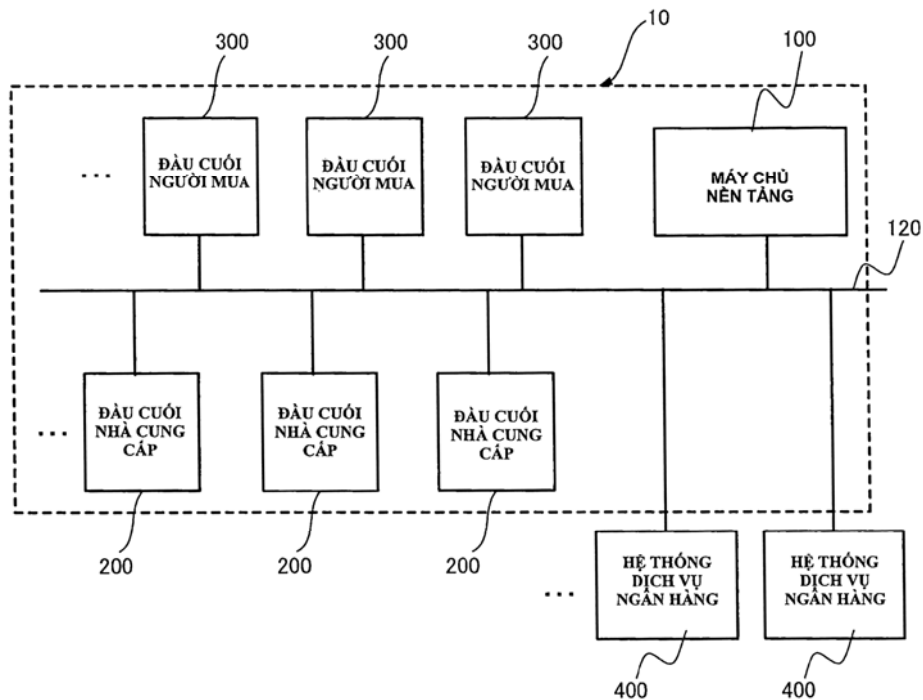 300
300
300
10
100
...
ĐẦU CUỐI
NGƯỜI MUA
ĐẦU CUỐI
NGƯỜI MUA
ĐẦU CUỐI
NGƯỜI MUA
MÁY CHỦ
NỀN TẢNG
120
...
ĐẦU CUỐI
NHÀ CUNG
CẤP
ĐẦU CUỐI
NHÀ CUNG
CẤP
ĐẦU CUỐI
NHÀ CUNG
CẤP
200
200
200
...
HỆ THỐNG
DỊCH VỤ
NGÂN HÀNG
HỆ THỐNG
DỊCH VỤ
NGÂN HÀNG
400
400